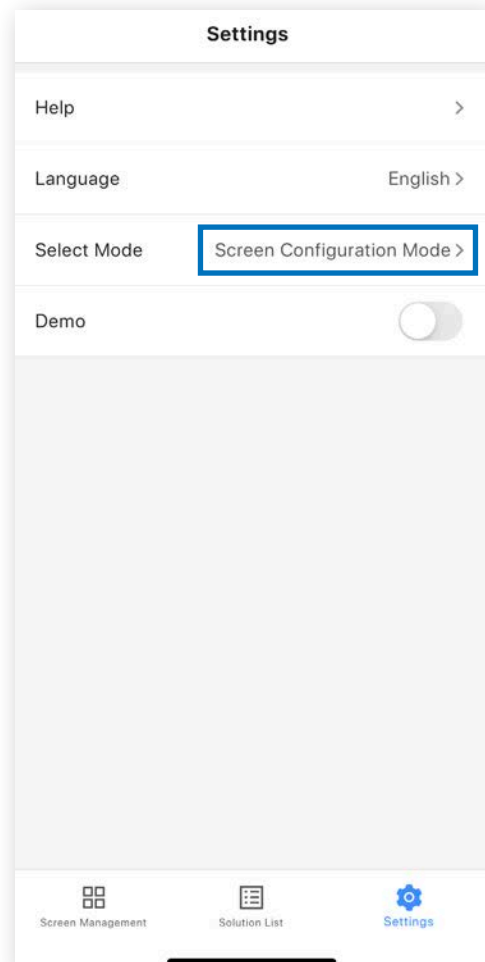 Settings
Help
Language English
Select Mode Screen Configuration Mode
Demo
Screen Management Solution List Settings